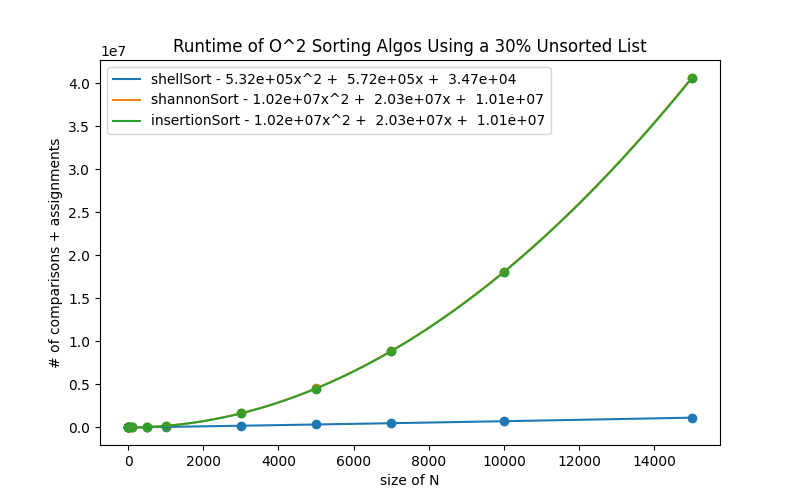 Runtime of O^2 Sorting Algos Using a 30% Unsorted List
1e7
shellSort - 5.32e+05x^2 +  5.72e+05x +  3.47e+04
shannonSort - 1.02e+07x^2 +  2.03e+07x +  1.01e+07
insertionSort - 1.02e+07x^2 +  2.03e+07x +  1.01e+07
# of comparisons + assignments
4.0
3.5
3.0
2.5
2.0
1.5
1.0
0.5
0.0
0 2000 4000 6000 8000 10000 12000 14000
size of N